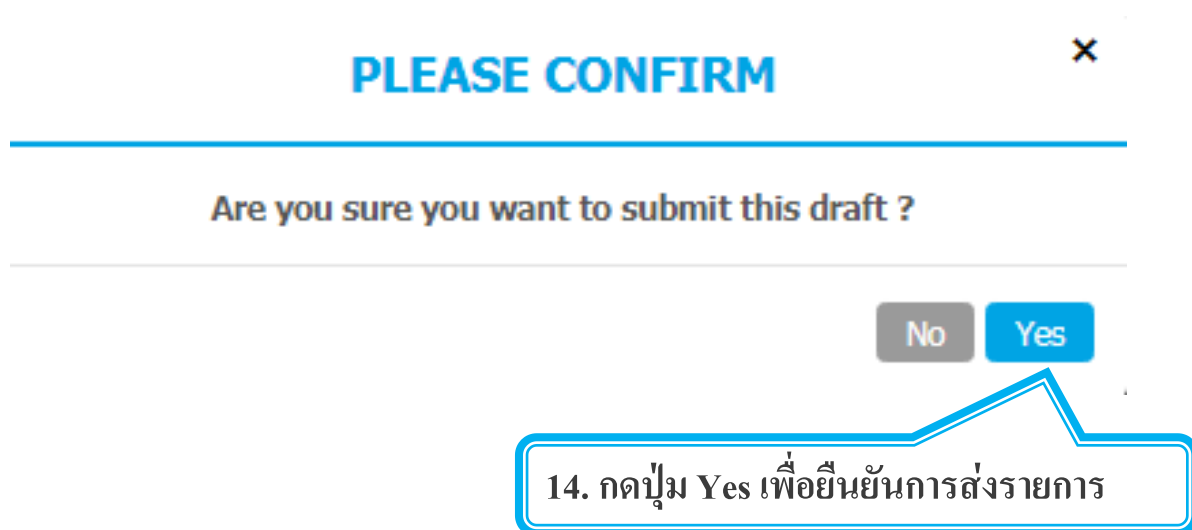 PLEASE CONFIRM
×
Are you sure you want to submit this draft ?
No Yes
14. กดปุ่ม Yes เพื่อยืนยันการส่งรายการ